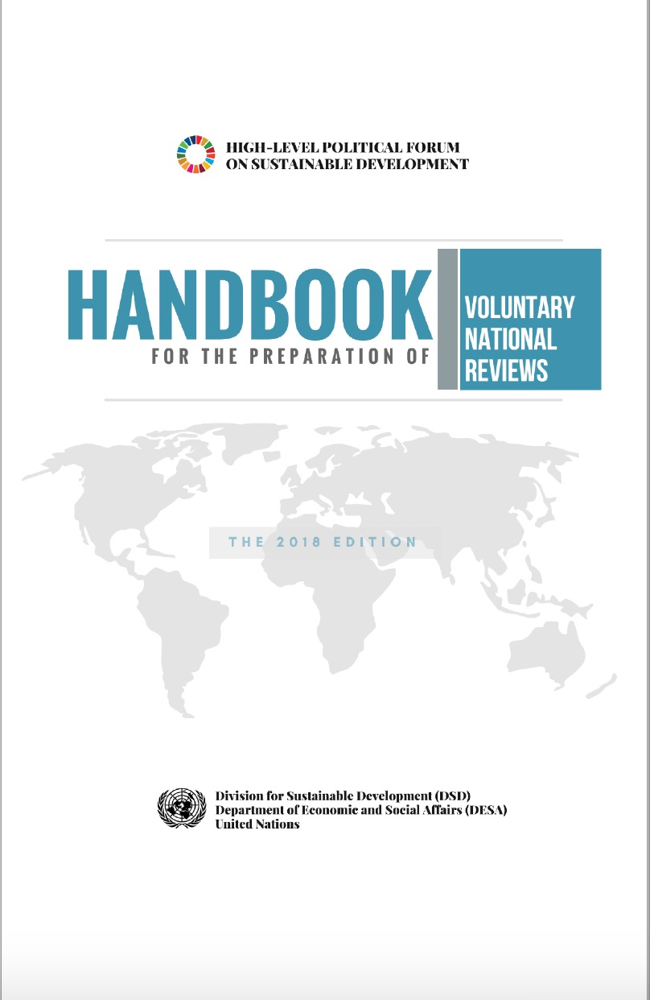 HIGH-LEVEL POLITICAL FORUM
ON SUSTAINABLE DEVELOPMENT
HANDBOOK
FOR THE PREPARATION OF
VOLUNTARY
NATIONAL
REVIEWS
THE 2018 EDITION
Division for Sustainable Development (DSD)
Department of Economic and Social Affairs (DESA)
United Nations